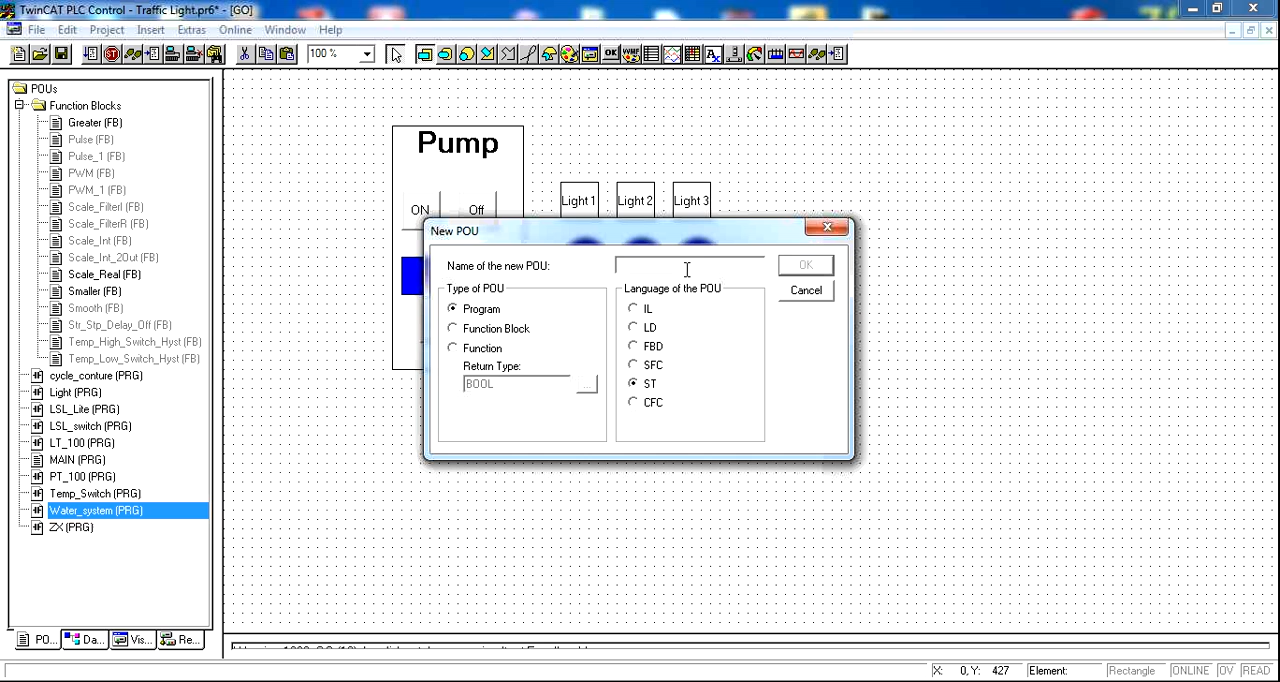 TwinCAT PLC Control - Traffic Light.pr6* - [GO]
File Edit Project Insert Extras Online Window Help
100 %
POUs
Function Blocks
Greater (FB)
Pulse (FB)
Pulse_1 (FB)
PWM (FB)
PWM_1 (FB)
Scale_FilterI (FB)
Scale_FilterR (FB)
Scale_Int (FB)
Scale_Int_2Out (FB)
Scale_Real (FB)
Smaller (FB)
Smooth (FB)
Str_Stp_Delay_Off (FB)
Temp_High_Switch_Hyst (FB)
Temp_Low_Switch_Hyst (FB)
cycle_conture (PRG)
Light (PRG)
LSL_Lite (PRG)
LSL_switch (PRG)
LT_100 (PRG)
MAIN (PRG)
PT_100 (PRG)
Temp_Switch (PRG)
Water_system (PRG)
ZX (PRG)
PO... Da... Vis... Re...
Pump
ON Off
Light 1 Light 2 Light 3
New POU
Name of the new POU:
OK
Cancel
Type of POU
Program
Function Block
Function
Return Type:
BOOL
...
Language of the POU
IL
LD
FBD
SFC
ST
CFC
X: 0, Y: 427 Element: Rectangle ONLINE OV READ